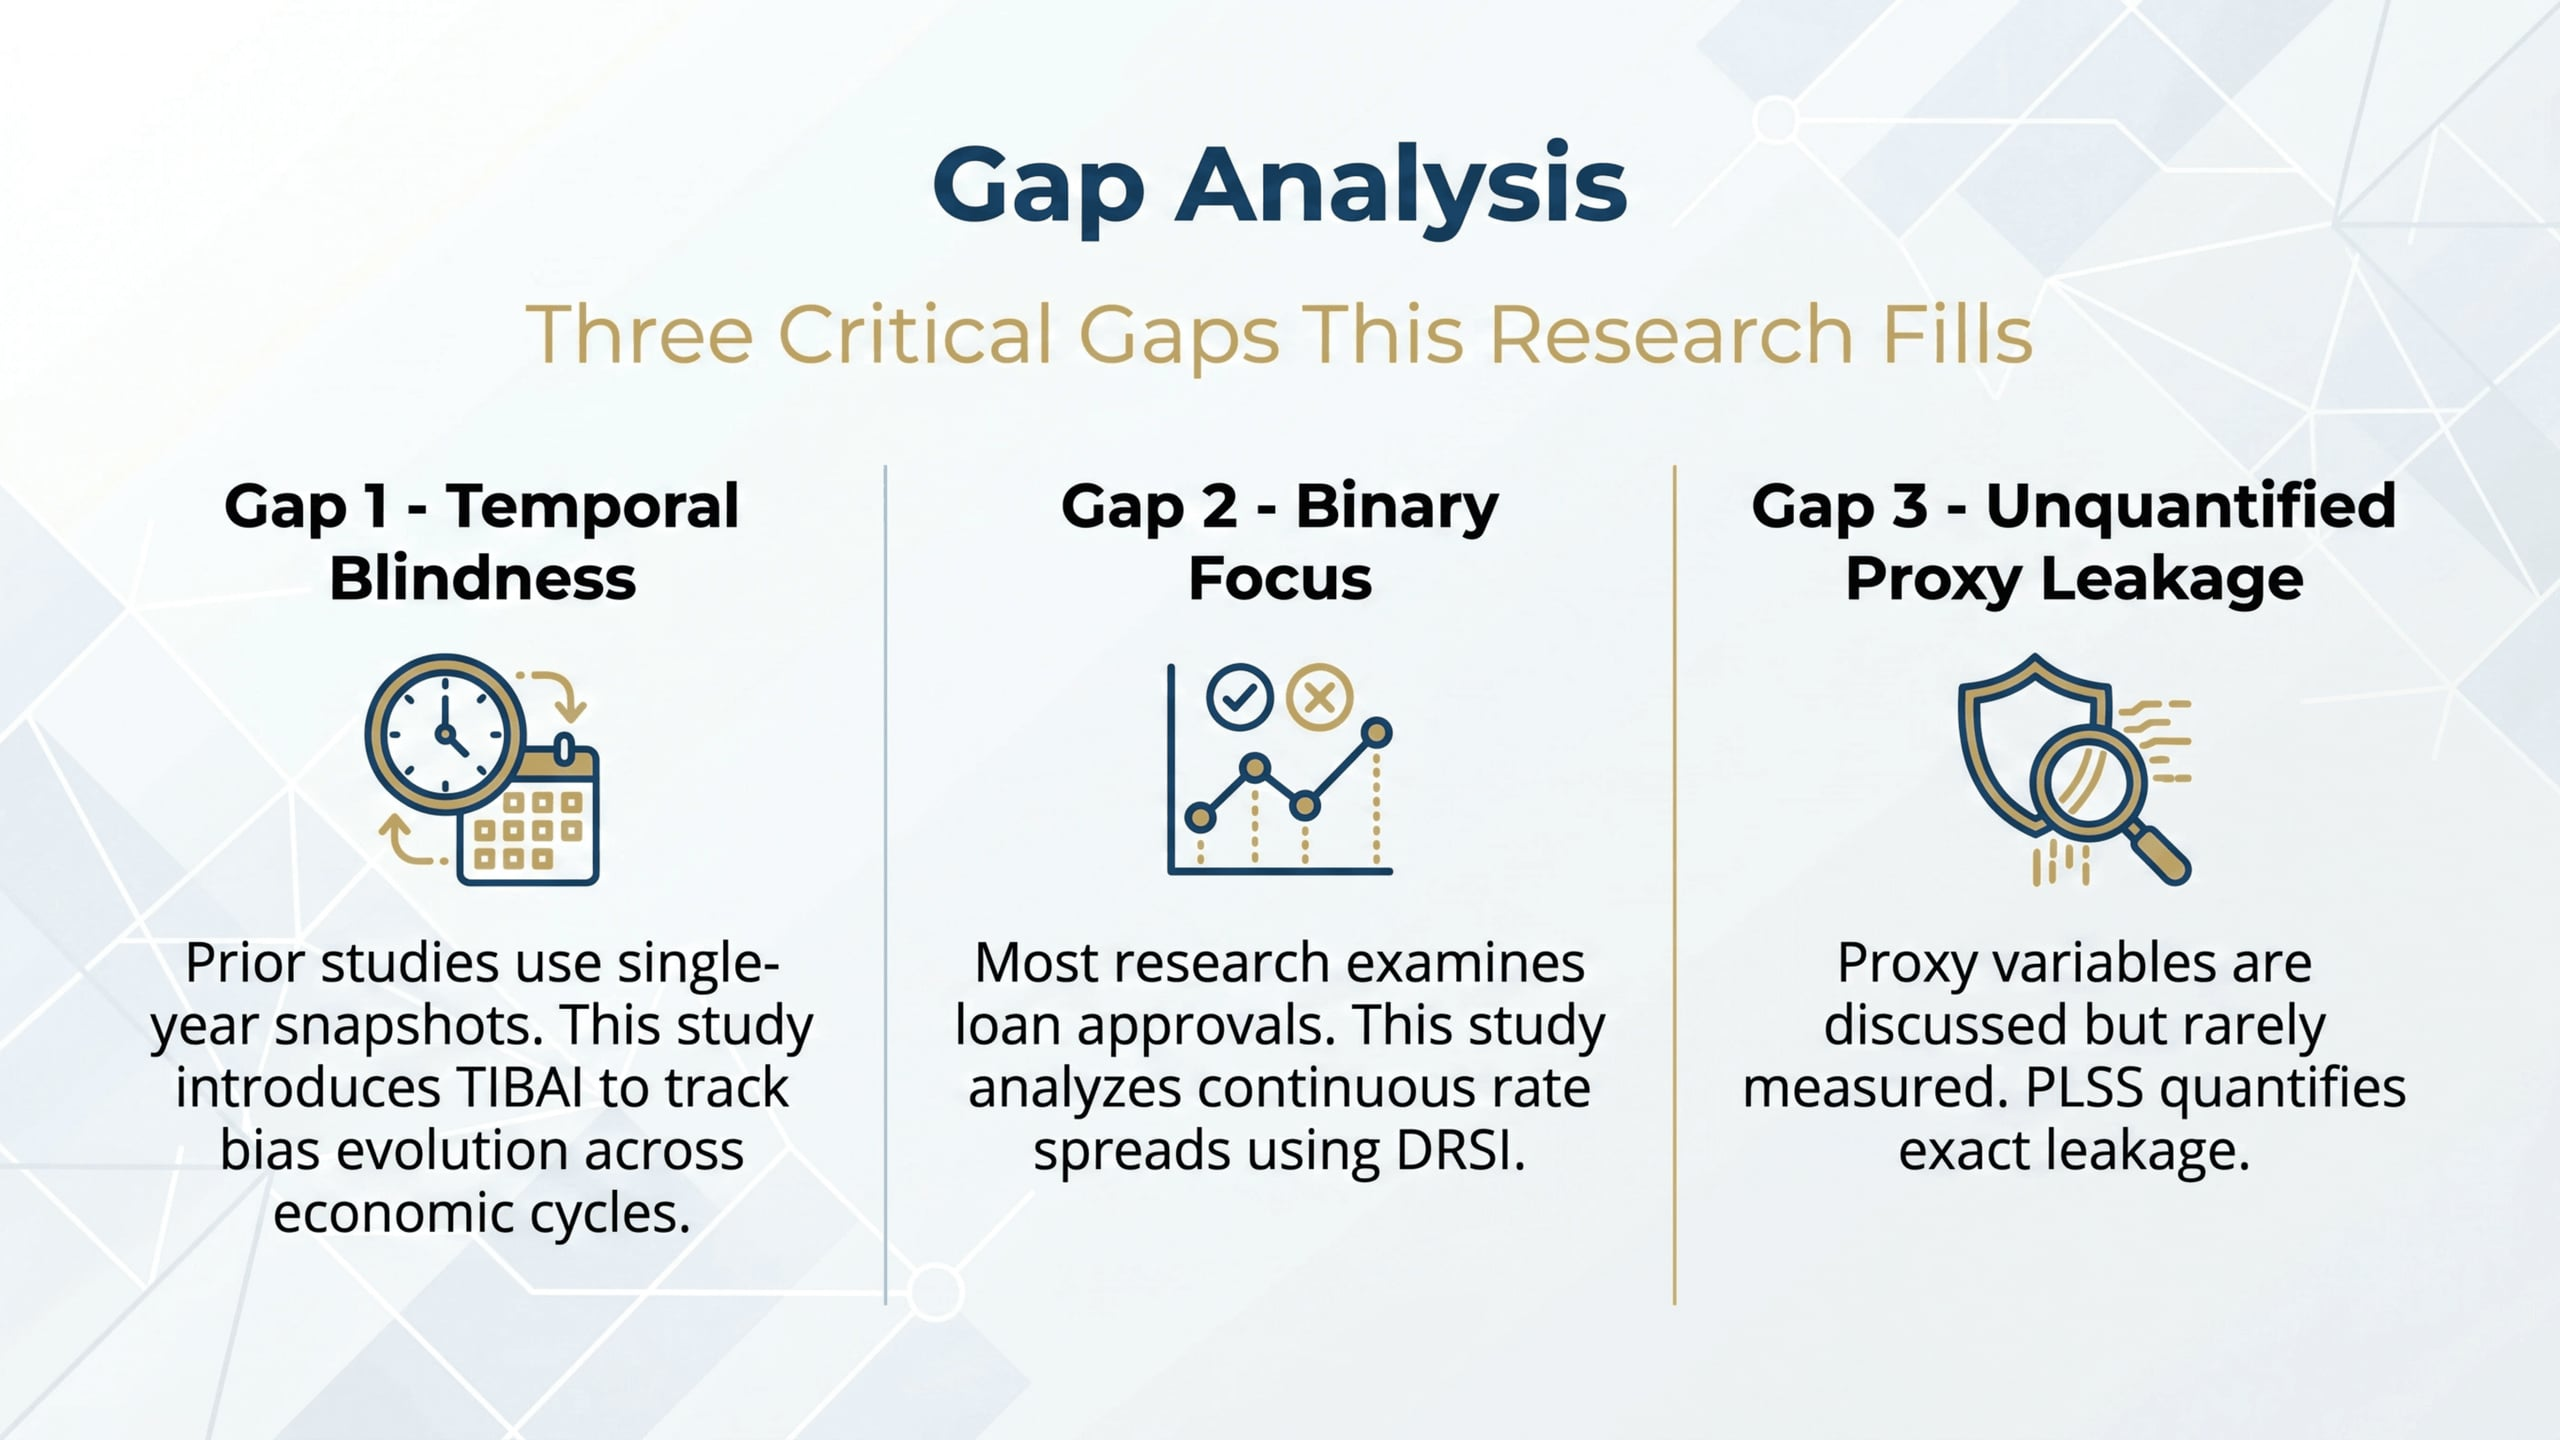 Gap Analysis
Three Critical Gaps This Research Fills
Gap 1 - Temporal
Blindness
Prior studies use single-
year snapshots. This study
introduces TIBAI to track
bias evolution across
economic cycles.
Gap 2 - Binary
Focus
Most research examines
loan approvals. This study
analyzes continuous rate
spreads using DRSI.
Gap 3 - Unquantified
Proxy Leakage
Proxy variables are
discussed but rarely
measured. PLSS quantifies
exact leakage.